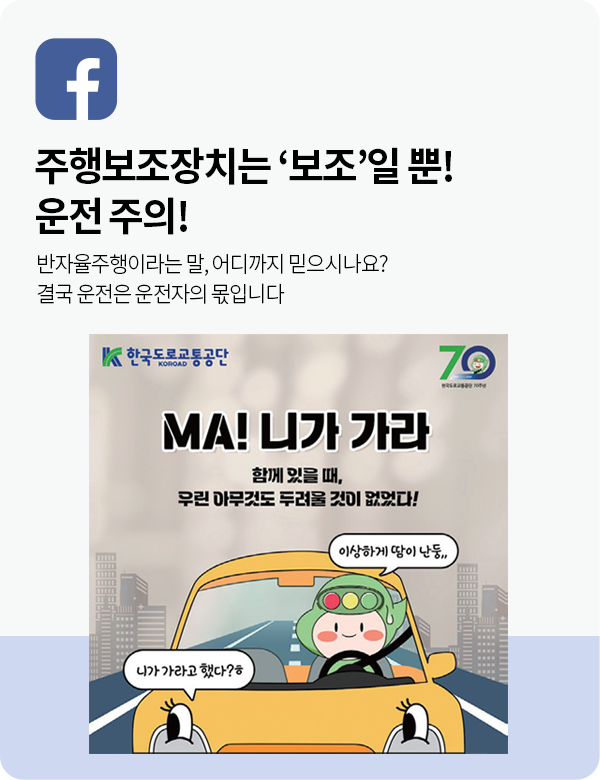 f
주행보조장치는 ‘보조’일 뿐!
운전 주의!
반자율주행이라는 말, 어디까지 믿으시나요?
결국 운전은 운전자의 몫입니다
한국도로교통공단
KOROAD
70
한국도로교통공단 70주년
MA! 니가 가라
함께 있을 때,
우린 아무것도 두려울 것이 없었다!
이상하게 땀이 난둥,,
니가 가라고 했다?ㅎ